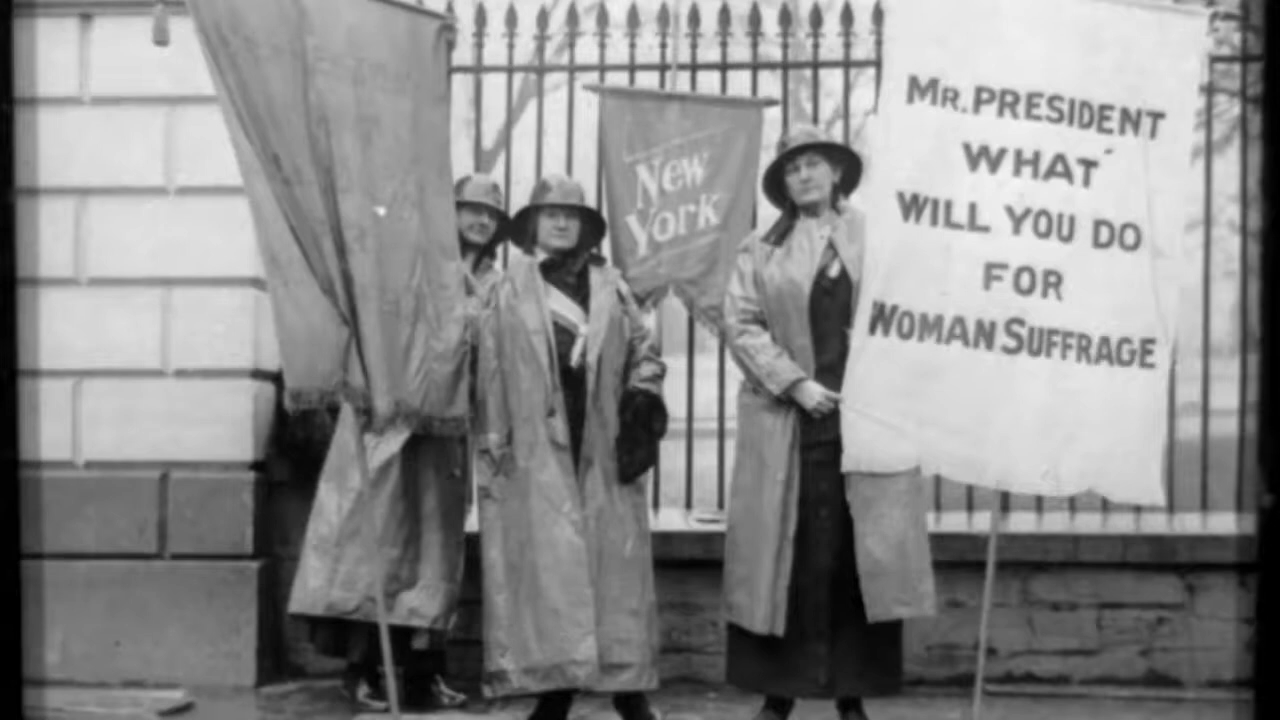 New
York
MR. PRESIDENT
WHAT
WILL YOU DO
FOR
WOMAN SUFFRAGE